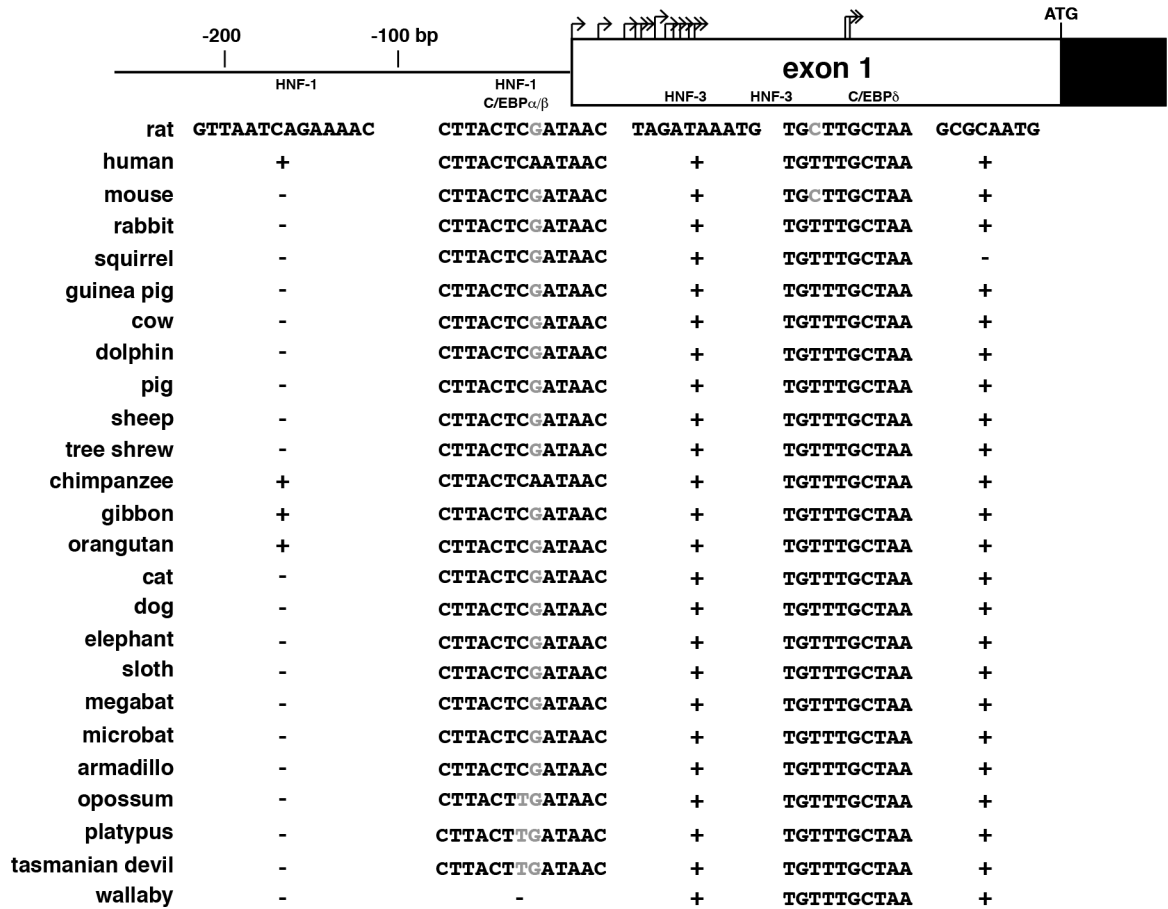 ATG
-200 -100 bp
exon 1
HNF-1 HNF-1 HNF-3 HNF-3 C/EBPδ
C/EBPα/β
rat GTTAATCAGAAAAC CTTACTCGATAAC TAGATAAATG TGCTTGCTAA GCGCAATG
human + CTTACTCAATAAC + TGTTTGCTAA +
mouse - CTTACTCGATAAC + TGCTTGCTAA +
rabbit - CTTACTCGATAAC + TGTTTGCTAA +
squirrel - CTTACTCGATAAC + TGTTTGCTAA -
guinea pig - CTTACTCGATAAC + TGTTTGCTAA +
cow - CTTACTCGATAAC + TGTTTGCTAA +
dolphin - CTTACTCGATAAC + TGTTTGCTAA +
pig - CTTACTCGATAAC + TGTTTGCTAA +
sheep - CTTACTCGATAAC + TGTTTGCTAA +
tree shrew - CTTACTCGATAAC + TGTTTGCTAA +
chimpanzee + CTTACTCAATAAC + TGTTTGCTAA +
gibbon + CTTACTCGATAAC + TGTTTGCTAA +
orangutan + CTTACTCGATAAC + TGTTTGCTAA +
cat - CTTACTCGATAAC + TGTTTGCTAA +
dog - CTTACTCGATAAC + TGTTTGCTAA +
elephant - CTTACTCGATAAC + TGTTTGCTAA +
sloth - CTTACTCGATAAC + TGTTTGCTAA +
megabat - CTTACTCGATAAC + TGTTTGCTAA +
microbat - CTTACTCGATAAC + TGTTTGCTAA +
armadillo - CTTACTCGATAAC + TGTTTGCTAA +
opossum - CTTACTTGATAAC + TGTTTGCTAA +
platypus - CTTACTTGATAAC + TGTTTGCTAA +
tasmanian devil - CTTACTTGATAAC + TGTTTGCTAA +
wallaby - - + TGTTTGCTAA +